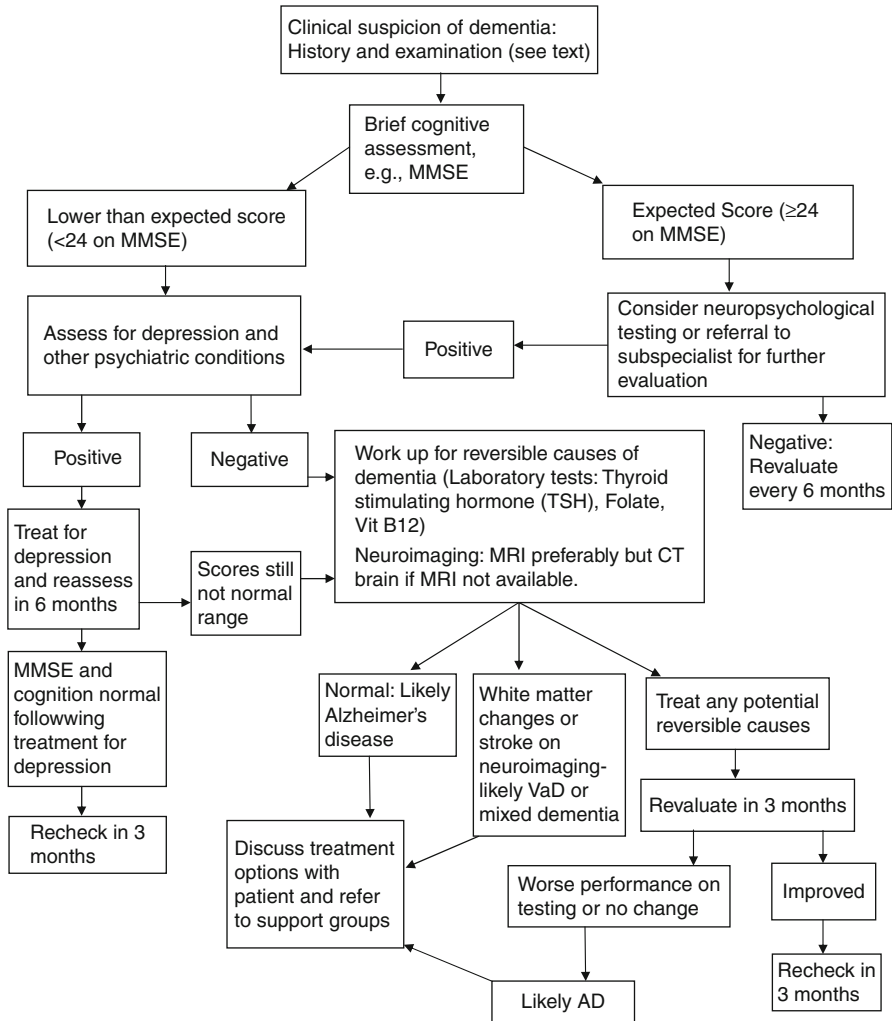 Clinical suspicion of dementia:
History and examination (see text)
Brief cognitive
assessment,
e.g., MMSE
Lower than expected score
(<24 on MMSE)
Expected Score (≥24
on MMSE)
Assess for depression and
other psychiatric conditions
Positive
Consider neuropsychological
testing or referral to
subspecialist for further
evaluation
Positive
Negative
Work up for reversible causes of
dementia (Laboratory tests: Thyroid
stimulating hormone (TSH), Folate,
Vit B12)
Neuroimaging: MRI preferably but CT
brain if MRI not available.
Negative:
Revaluate
every 6 months
Treat for
depression
and reassess
in 6 months
Scores still
not normal
range
MMSE and
cognition normal
followwing
treatment for
depression
Normal: Likely
Alzheimer's
disease
White matter
changes or
stroke on
neuroimaging-
likely VaD or
mixed dementia
Treat any potential
reversible causes
Revaluate in 3 months
Recheck in 3
months
Discuss treatment
options with
patient and refer
to support groups
Worse performance on
testing or no change
Improved
Likely AD
Recheck in
3 months